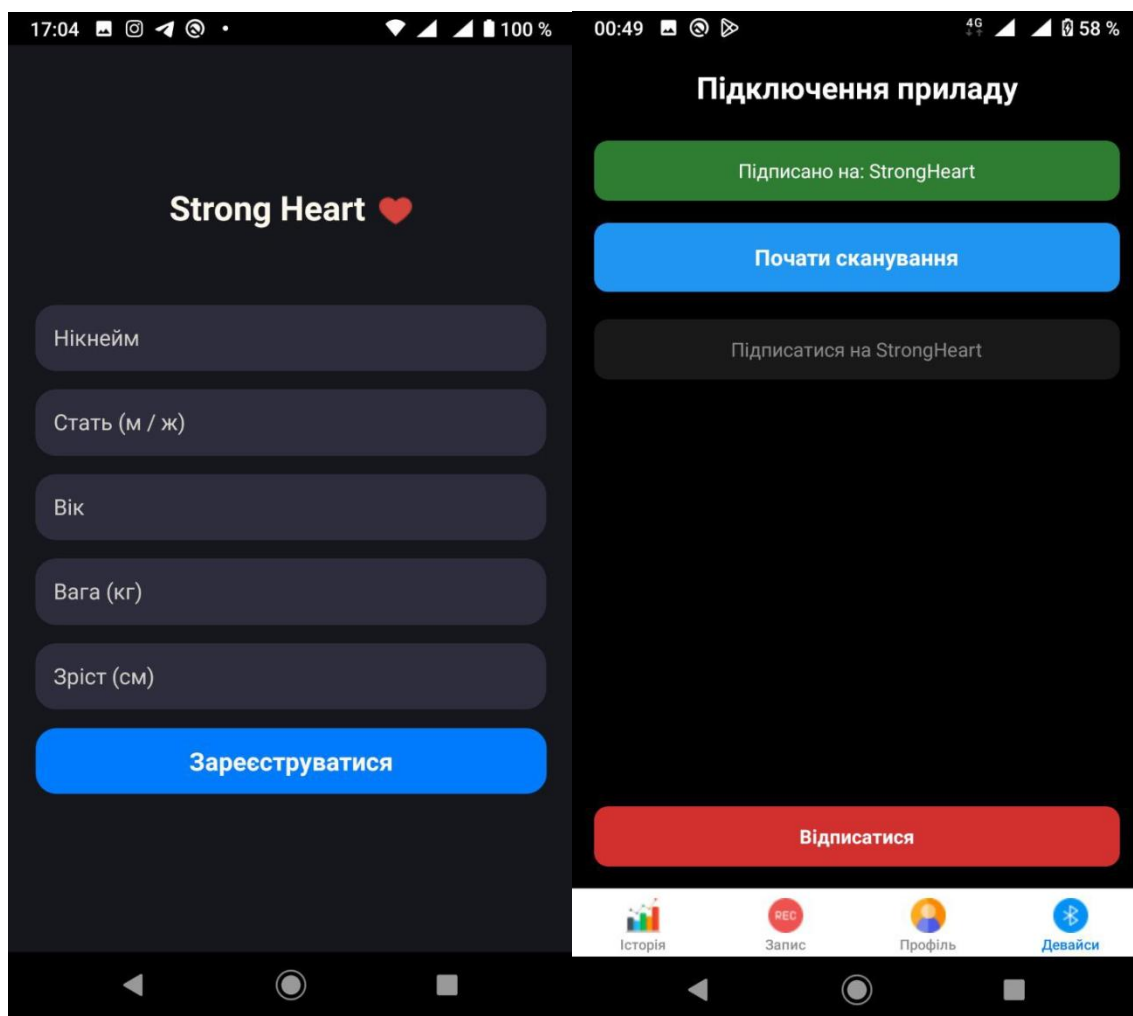 17:04
100 %
Strong Heart
Нікнейм
Стать (м / ж)
Вік
Вага (кг)
Зріст (см)
Зареєструватися
00:49
4G
58 %
Підключення приладу
Підписано на: StrongHeart
Почати сканування
Підписатися на StrongHeart
Відписатися
REC
Історія
Запис
Профіль
Девайси